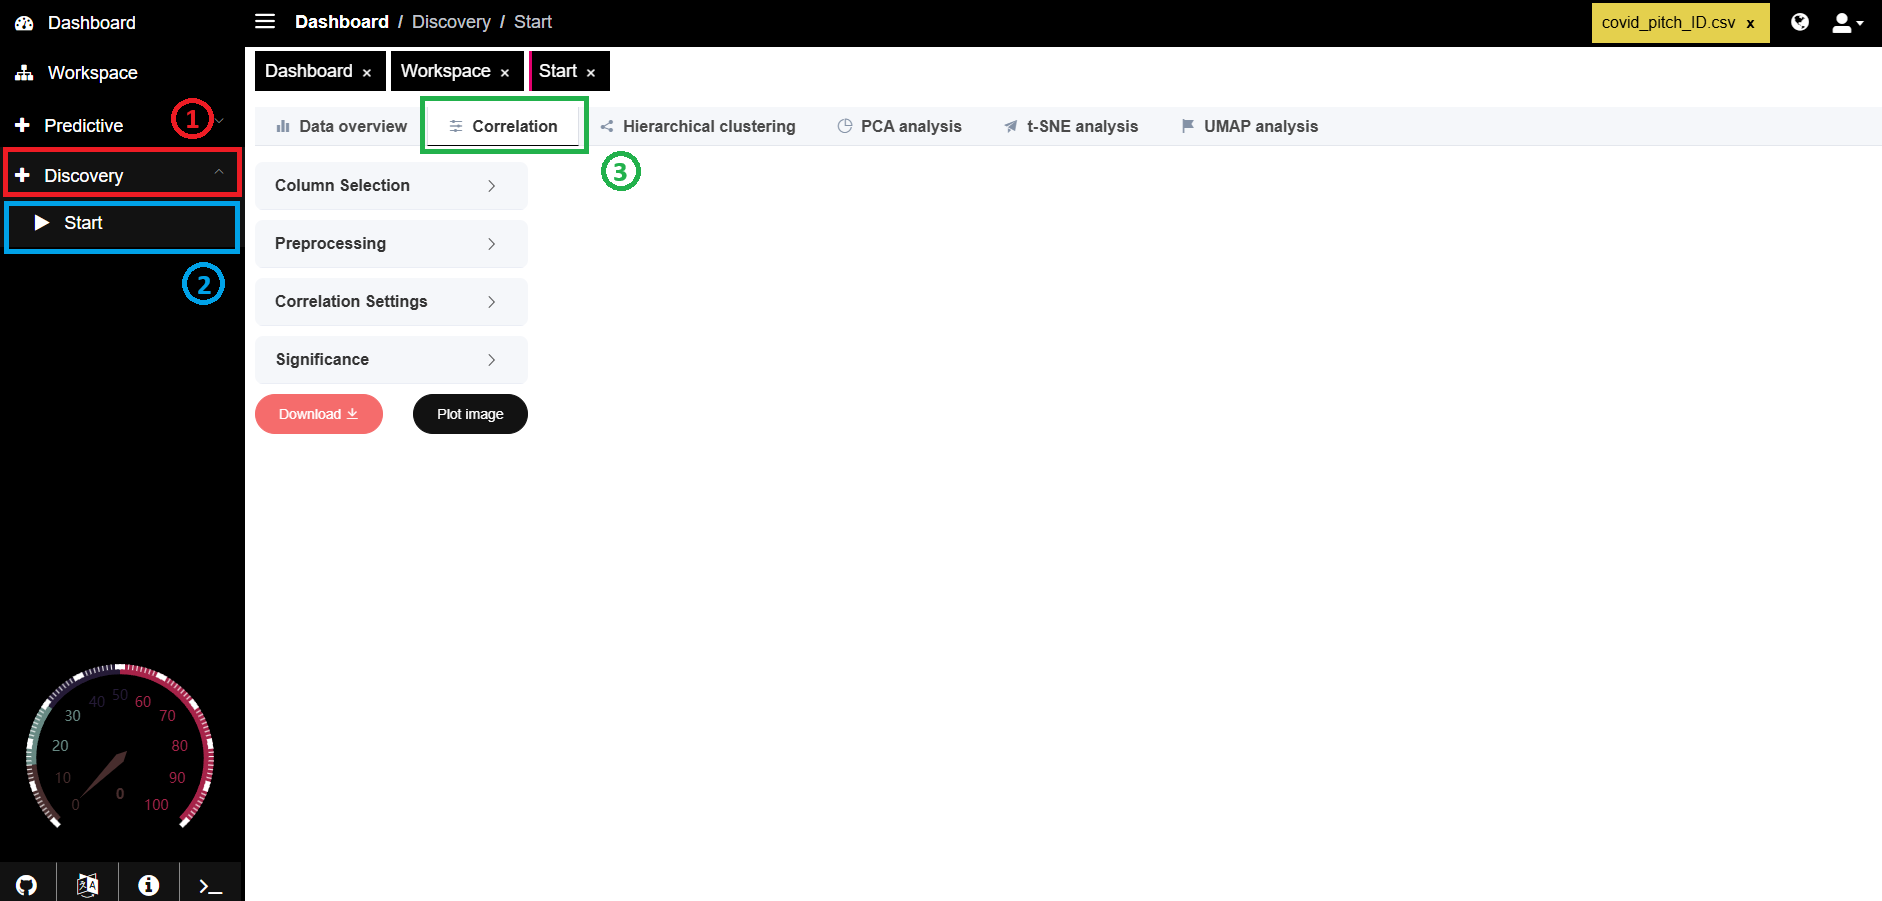 Dashboard
Workspace
Predictive
1
Discovery
Start
2
Dashboard / Discovery / Start
covid_pitch_ID.csv x
Dashboard × Workspace × Start ×
Data overview Correlation Hierarchical clustering PCA analysis t-SNE analysis UMAP analysis
3
Column Selection
Preprocessing
Correlation Settings
Significance
Download Plot image
50
40 60
30 70
20 80
10 90
0
0 100